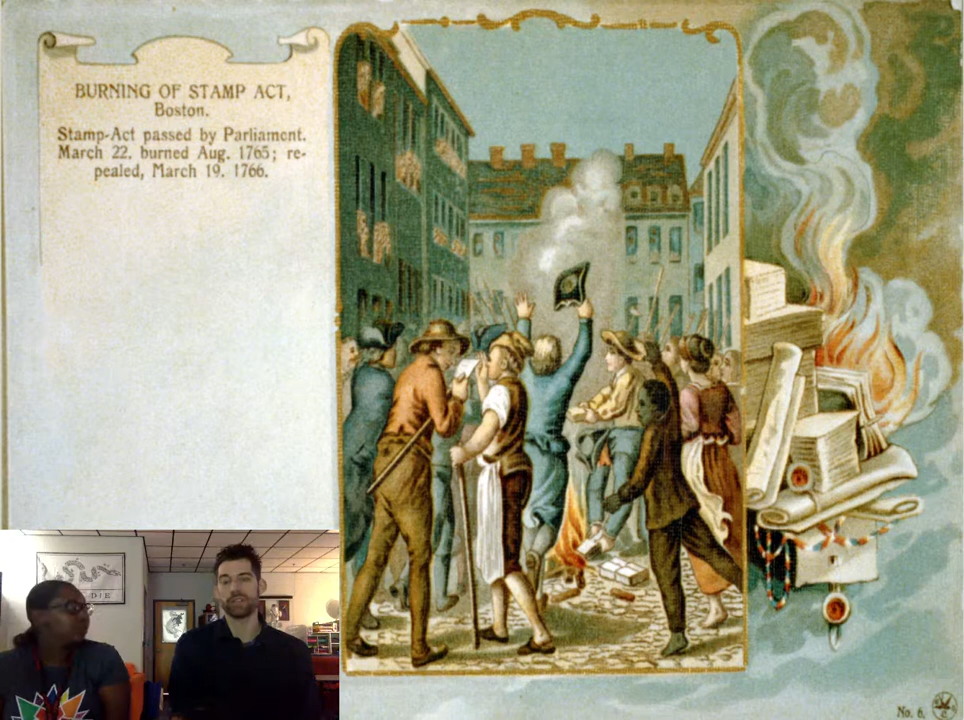 BURNING OF STAMP ACT,
Boston.
Stamp-Act passed by Parliament.
March 22. burned Aug. 1765; re-
pealed, March 19. 1766.
DIE
No. 6.